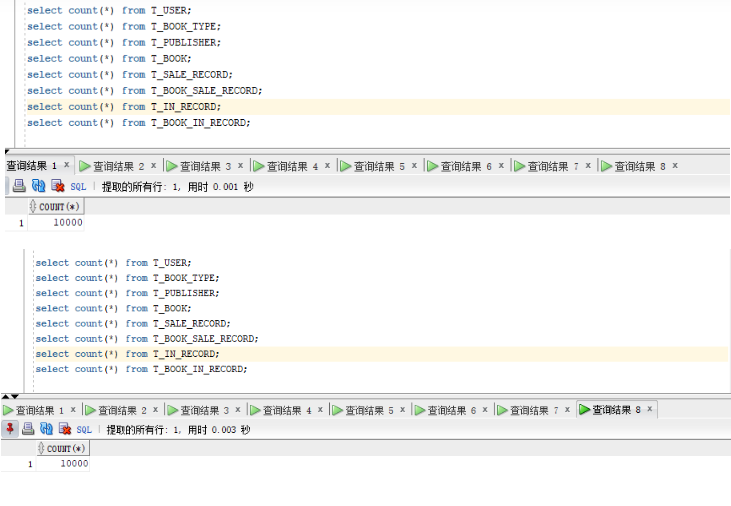 select count(*) from T_USER;
select count(*) from T_BOOK_TYPE;
select count(*) from T_PUBLISHER;
select count(*) from T_BOOK;
select count(*) from T_SALE_RECORD;
select count(*) from T_BOOK_SALE_RECORD;
select count(*) from T_IN_RECORD;
select count(*) from T_BOOK_IN_RECORD;
查询结果 1 x 查询结果 2 x 查询结果 3 x 查询结果 4 x 查询结果 5 x 查询结果 6 x 查询结果 7 x 查询结果 8 x
SQL | 提取的所有行: 1, 用时 0.001 秒
COUNT(*)
1 10000
select count(*) from T_USER;
select count(*) from T_BOOK_TYPE;
select count(*) from T_PUBLISHER;
select count(*) from T_BOOK;
select count(*) from T_SALE_RECORD;
select count(*) from T_BOOK_SALE_RECORD;
select count(*) from T_IN_RECORD;
select count(*) from T_BOOK_IN_RECORD;
查询结果 1 x 查询结果 2 x 查询结果 3 x 查询结果 4 x 查询结果 5 x 查询结果 6 x 查询结果 7 x 查询结果 8 x
SQL | 提取的所有行: 1, 用时 0.003 秒
COUNT(*)
1 10000